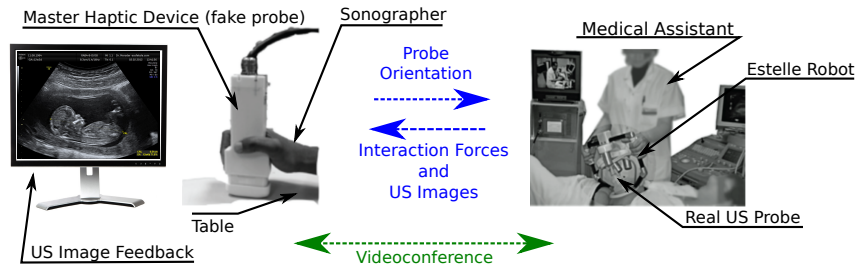 Master Haptic Device (fake probe)
Sonographer
Probe
Orientation
Interaction Forces
and
US Images
Medical Assistant
Estelle Robot
Real US Probe
Table
US Image Feedback
Videoconference